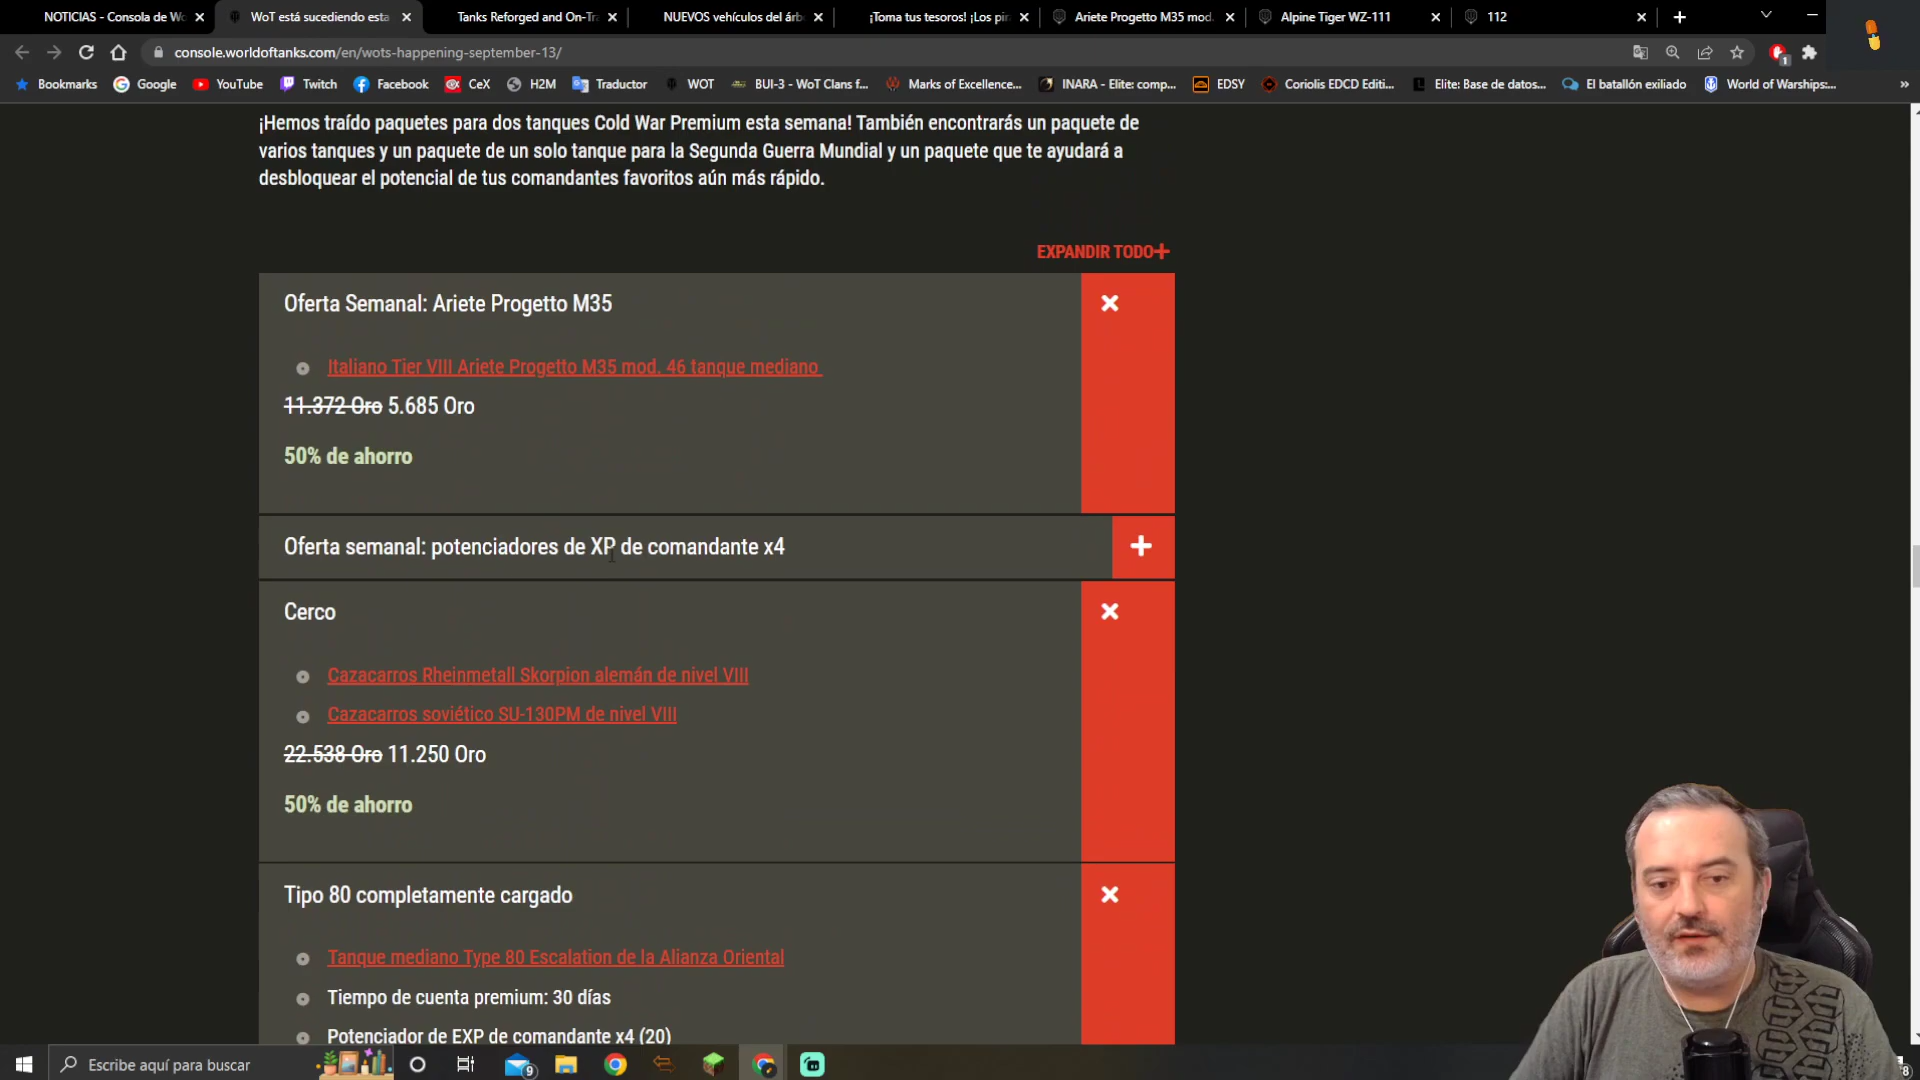 NOTICIAS - Consola de Wo
WoT está sucediendo esta
Tanks Reforged and On-Tra
NUEVOS vehículos del árbo
¡Toma tus tesoros! ¡Los pir
Ariete Progetto M35 mod.
Alpine Tiger WZ-111
112
console.worldoftanks.com/en/wots-happening-september-13/
1
Bookmarks
Google
YouTube
Twitch
Facebook
CeX
H2M
Traductor
WOT
BUI-3 - WoT Clans f...
Marks of Excellence...
INARA - Elite: comp...
EDSY
Coriolis EDCD Editi...
Elite: Base de datos...
El batallón exiliado
World of Warships:...
¡Hemos traído paquetes para dos tanques Cold War Premium esta semana! También encontrarás un paquete de
varios tanques y un paquete de un solo tanque para la Segunda Guerra Mundial y un paquete que te ayudará a
desbloquear el potencial de tus comandantes favoritos aún más rápido.
EXPANDIR TODO+
Oferta Semanal: Ariete Progetto M35
Italiano Tier VIII Ariete Progetto M35 mod. 46 tanque mediano
11.372 Oro 5.685 Oro
50% de ahorro
Oferta semanal: potenciadores de XP de comandante x4
Cerco
Cazacarros Rheinmetall Skorpion alemán de nivel VIII
Cazacarros soviético SU-130PM de nivel VIII
22.538 Oro 11.250 Oro
50% de ahorro
Tipo 80 completamente cargado
Tanque mediano Type 80 Escalation de la Alianza Oriental
Tiempo de cuenta premium: 30 días
Potenciador de EXP de comandante x4 (20)
Escribe aquí para buscar
9
8